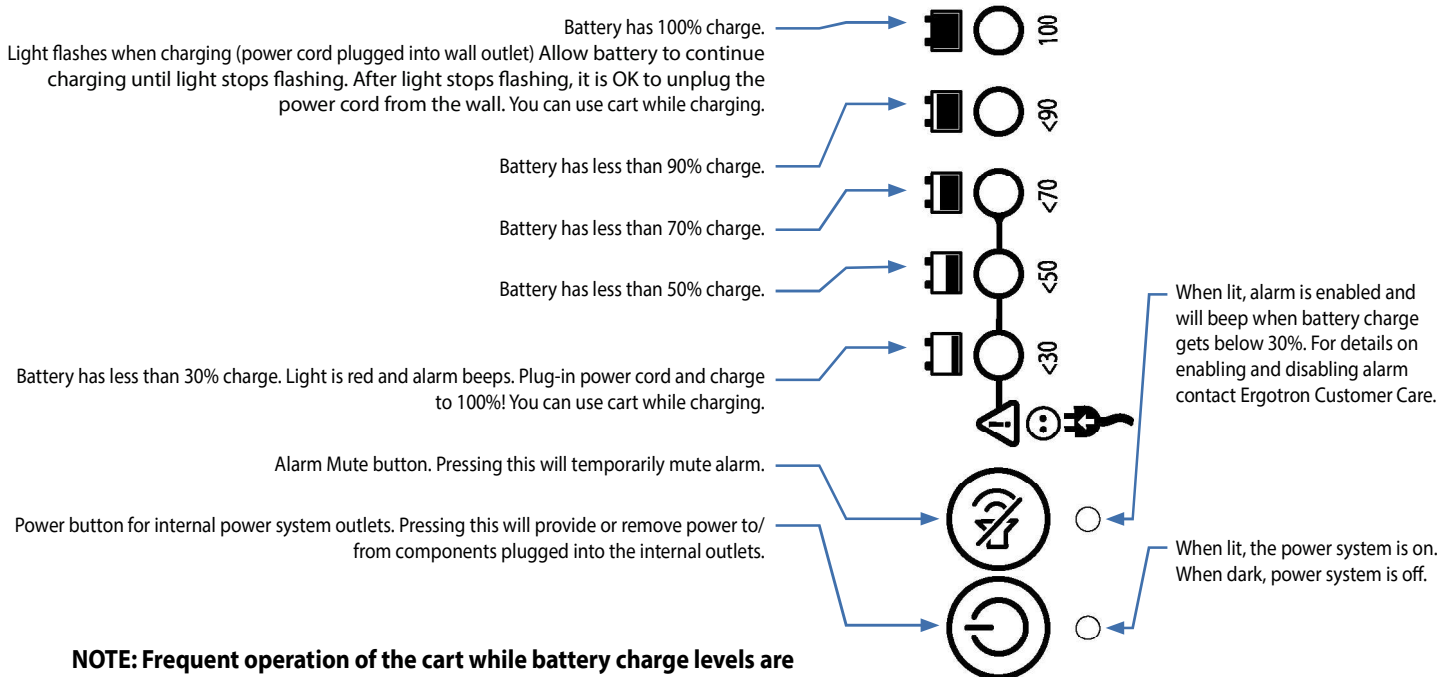 Battery has 100% charge.
Light flashes when charging (power cord plugged into wall outlet) Allow battery to continue
charging until light stops flashing. After light stops flashing, it is OK to unplug the
power cord from the wall. You can use cart while charging.
100
<90
Battery has less than 90% charge.
<70
Battery has less than 70% charge.
<50
Battery has less than 50% charge.
<30
Battery has less than 30% charge. Light is red and alarm beeps. Plug-in power cord and charge
to 100%! You can use cart while charging.
When lit, alarm is enabled and
will beep when battery charge
gets below 30%. For details on
enabling and disabling alarm
contact Ergotron Customer Care.
Alarm Mute button. Pressing this will temporarily mute alarm.
Power button for internal power system outlets. Pressing this will provide or remove power to/
from components plugged into the internal outlets.
When lit, the power system is on.
When dark, power system is off.
NOTE: Frequent operation of the cart while battery charge levels are